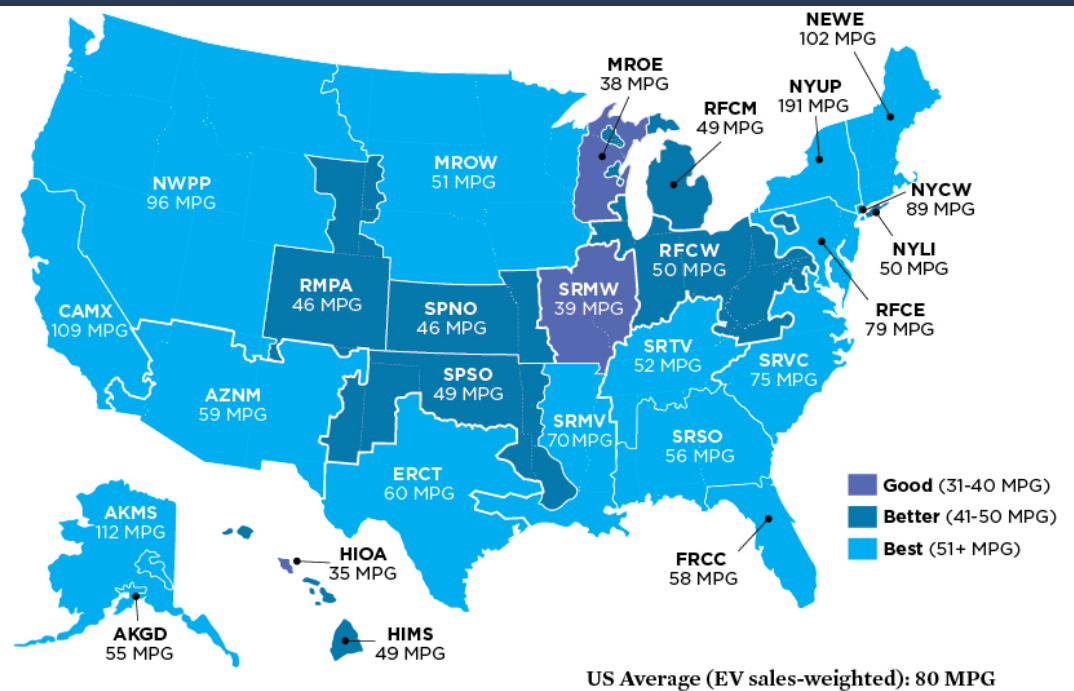 NEWE
102 MPG
MROE
38 MPG
NYUP
191 MPG
RFCM
49 MPG
MROW
51 MPG
NWPP
96 MPG
NYCW
89 MPG
NYLI
50 MPG
RFCW
50 MPG
RMPA
46 MPG
SRMW
39 MPG
SPNO
46 MPG
CAMX
109 MPG
RFCE
79 MPG
SRTV
52 MPG
SRVC
75 MPG
SPSO
49 MPG
AZNM
59 MPG
SRMV
70 MPG
SRSO
56 MPG
ERCT
60 MPG
Good (31-40 MPG)
Better (41-50 MPG)
Best (51+ MPG)
AKMS
112 MPG
HIOA
35 MPG
FRCC
58 MPG
AKGD
55 MPG
HIMS
49 MPG
US Average (EV sales-weighted): 80 MPG